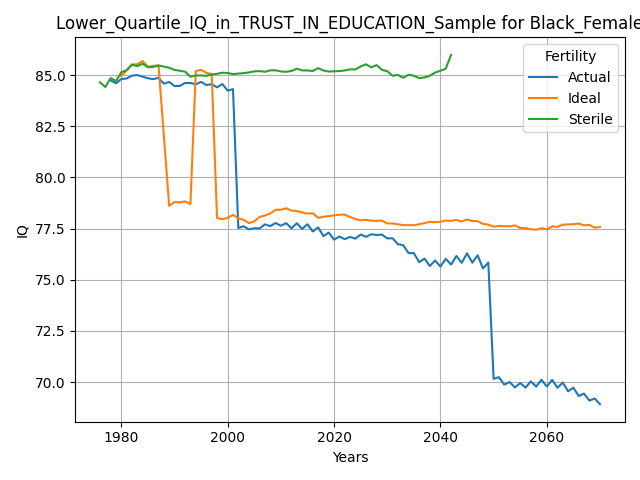 Lower_Quartile_IQ_in_TRUST_IN_EDUCATION_Sample for Black_Female
Fertility
Actual
Ideal
Sterile
IQ
85.0
82.5
80.0
77.5
75.0
72.5
70.0
1980 2000 2020 2040 2060
Years